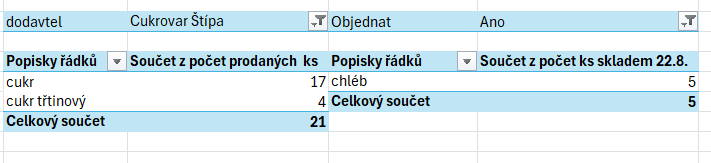 dodavtel Cukrovar Štípa Objednat Ano
Popisky řádků Součet z počet prodaných ks Popisky řádků Součet z počet ks skladem 22.8.
cukr 17 chléb 5
cukr třtinový 4 Celkový součet 5
Celkový součet 21